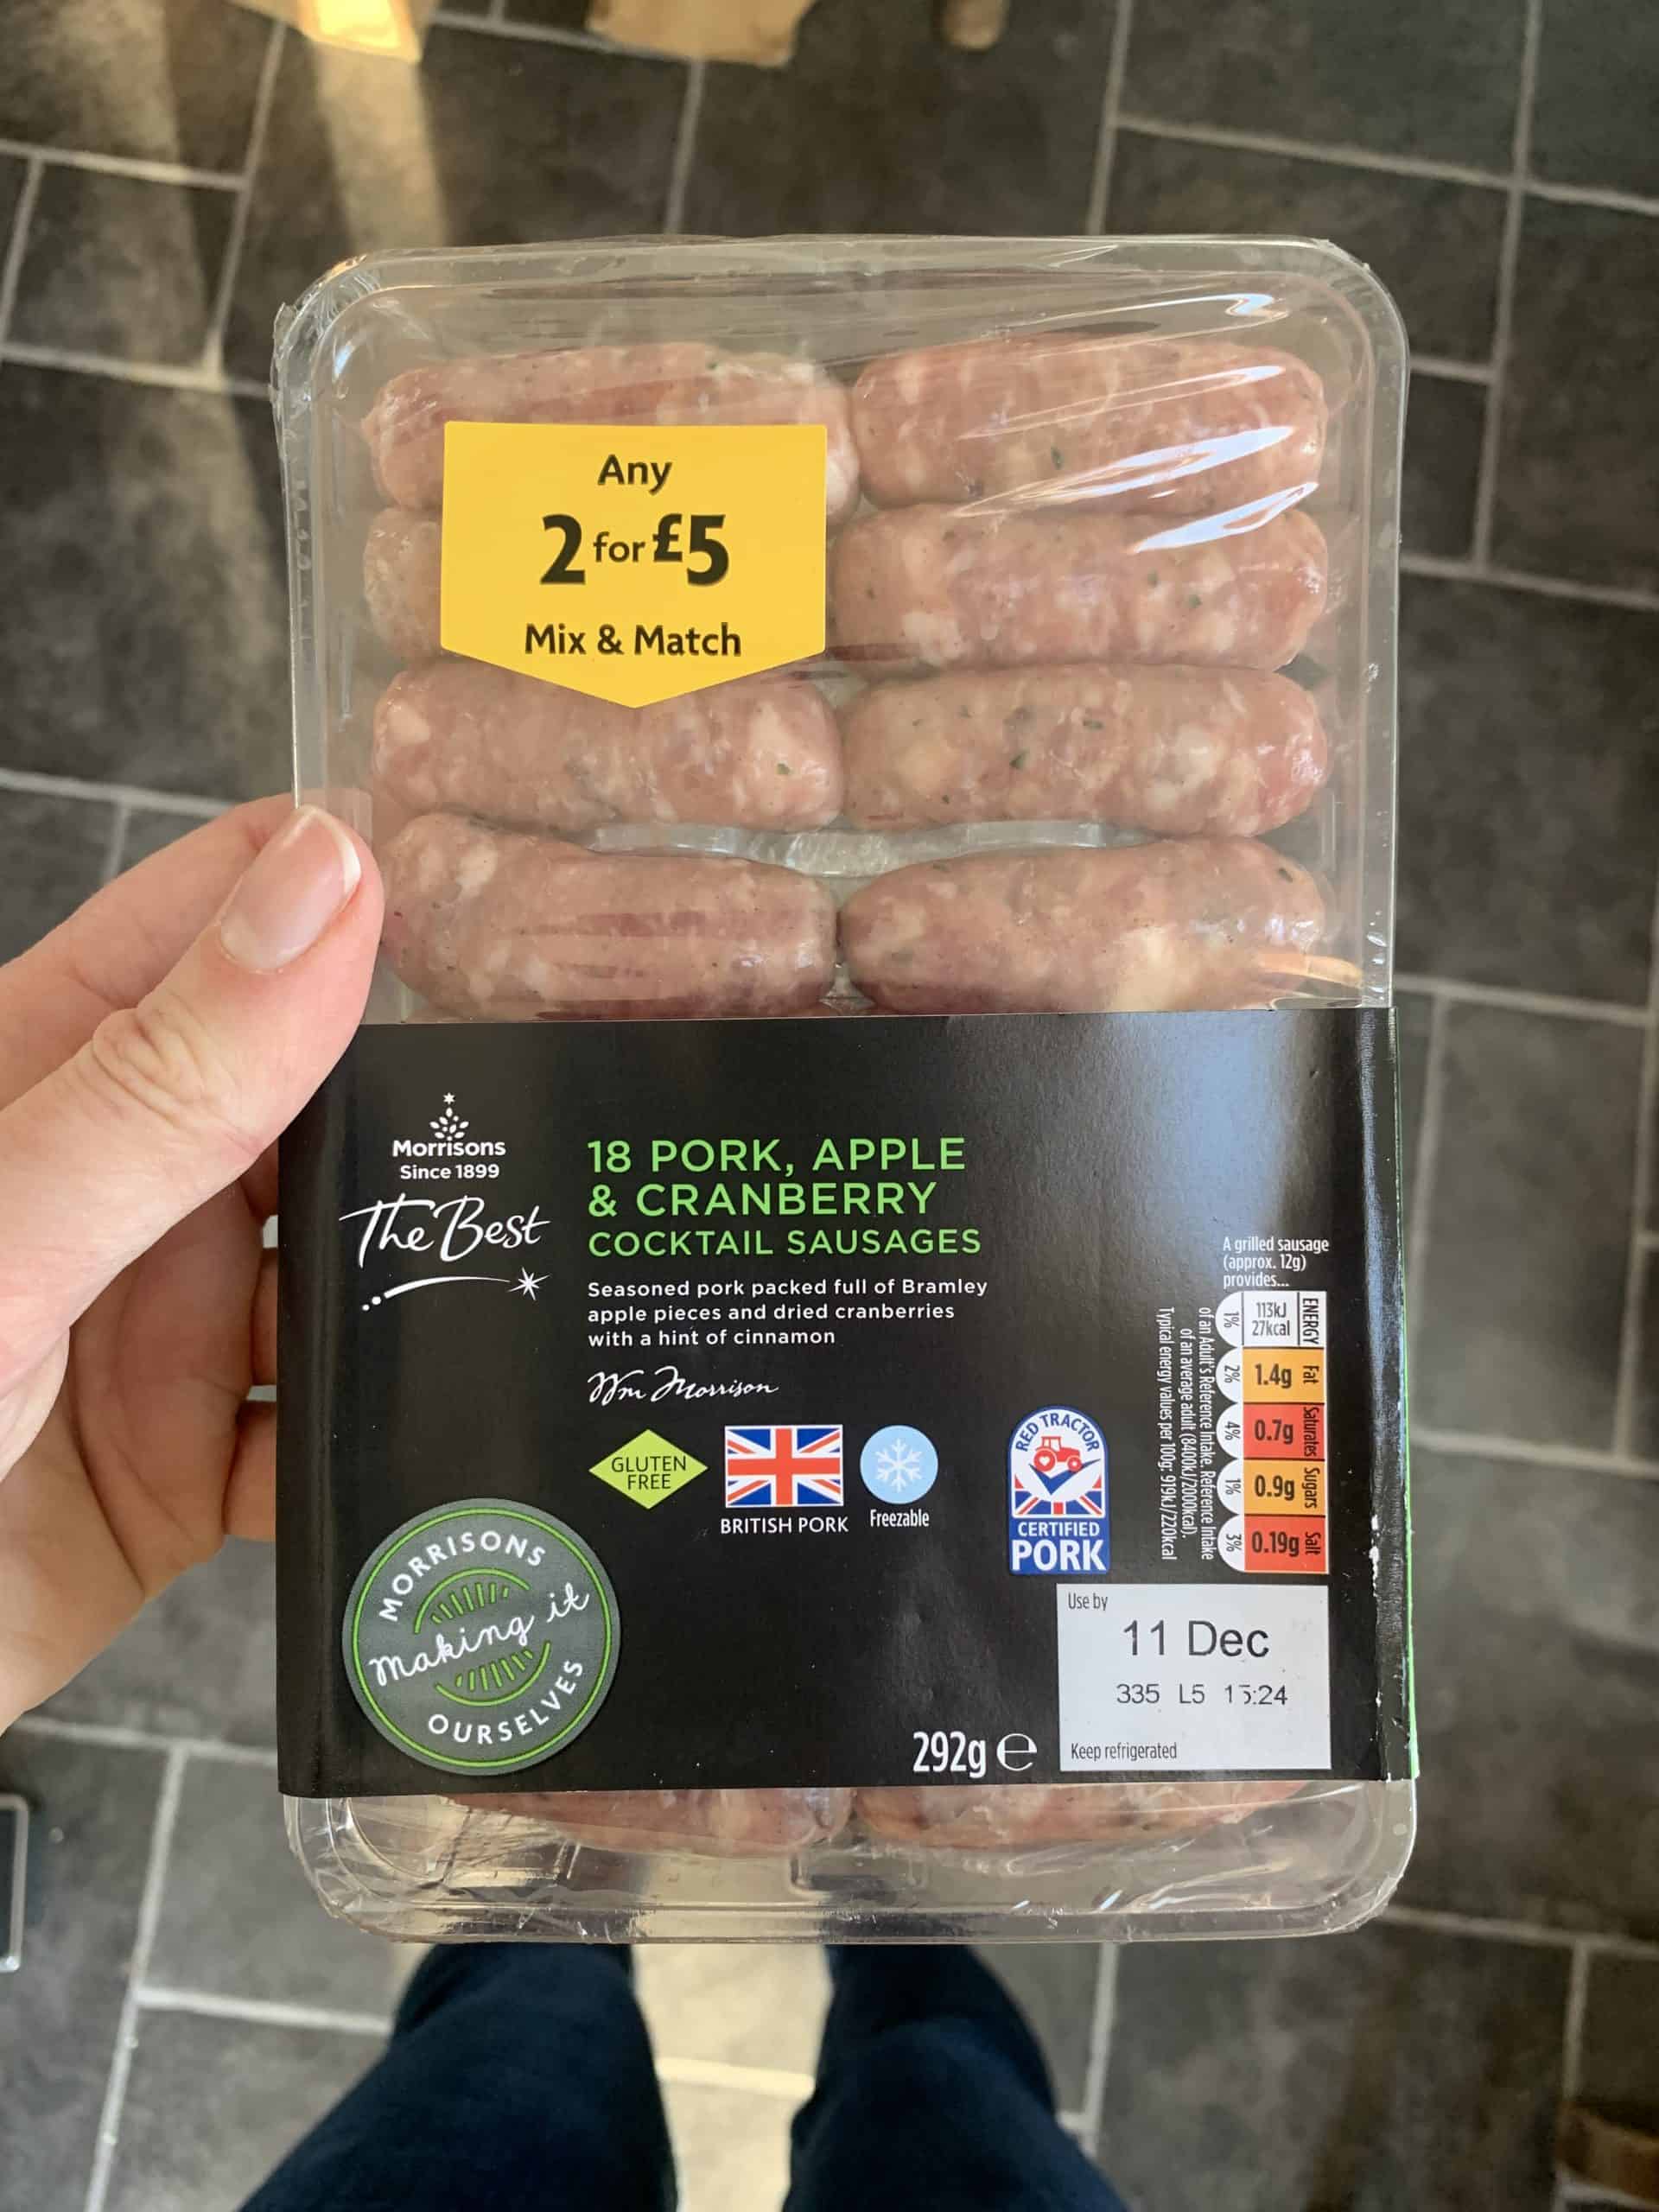 Any
2 for £5
Mix & Match
Morrisons
Since 1899
The Best
18 PORK, APPLE
& CRANBERRY
COCKTAIL SAUSAGES
Seasoned pork packed full of Bramley
apple pieces and dried cranberries
with a hint of cinnamon
Wm Morrison
GLUTEN
FREE
BRITISH PORK
Freezable
RED TRACTOR
CERTIFIED
PORK
A grilled sausage
(approx. 12g)
provides...
ENERGY 113kJ 27kcal 1%
Fat 1.4g 2%
Saturates 0.7g 4%
Sugars 0.9g 1%
Salt 0.19g 3%
of an Adult's Reference Intake. Reference Intake
of an average adult (8400kJ/2000kcal).
Typical energy values per 100g: 919kJ/220kcal
MORRISONS
Making it
OURSELVES
292g e
Use by
11 Dec
335 L5 15:24
Keep refrigerated